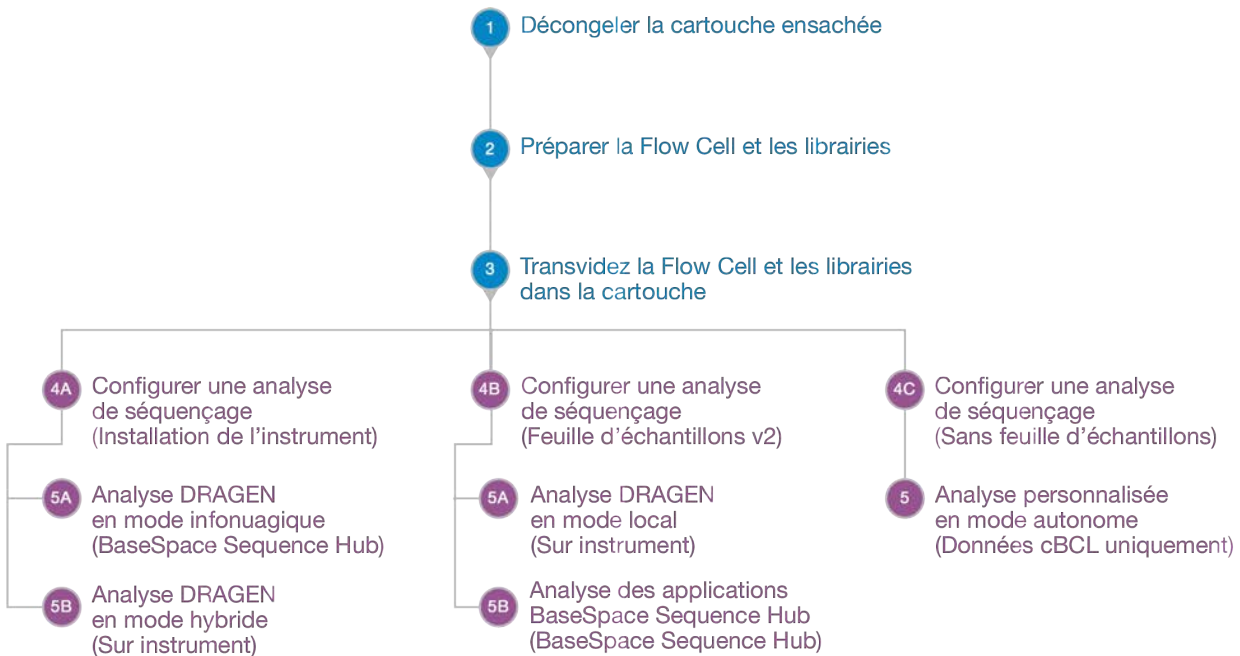 1 Décongeler la cartouche ensachée
2 Préparer la Flow Cell et les librairies
3 Transvidez la Flow Cell et les librairies
dans la cartouche
4A Configurer une analyse
de séquençage
(Installation de l'instrument)
5A Analyse DRAGEN
en mode infonuagique
(BaseSpace Sequence Hub)
5B Analyse DRAGEN
en mode hybride
(Sur instrument)
4B Configurer une analyse
de séquençage
(Feuille d'échantillons v2)
5A Analyse DRAGEN
en mode local
(Sur instrument)
5B Analyse des applications
BaseSpace Sequence Hub
(BaseSpace Sequence Hub)
4C Configurer une analyse
de séquençage
(Sans feuille d'échantillons)
5 Analyse personnalisée
en mode autonome
(Données cBCL uniquement)